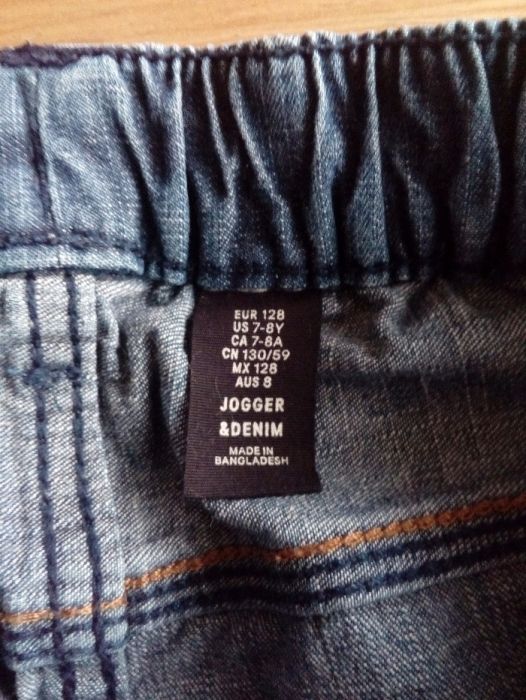 EUR 128
US 7-8Y
CA 7-8A
CN 130/59
MX 128
AUS 8
JOGGER
&DENIM
MADE IN
BANGLADESH